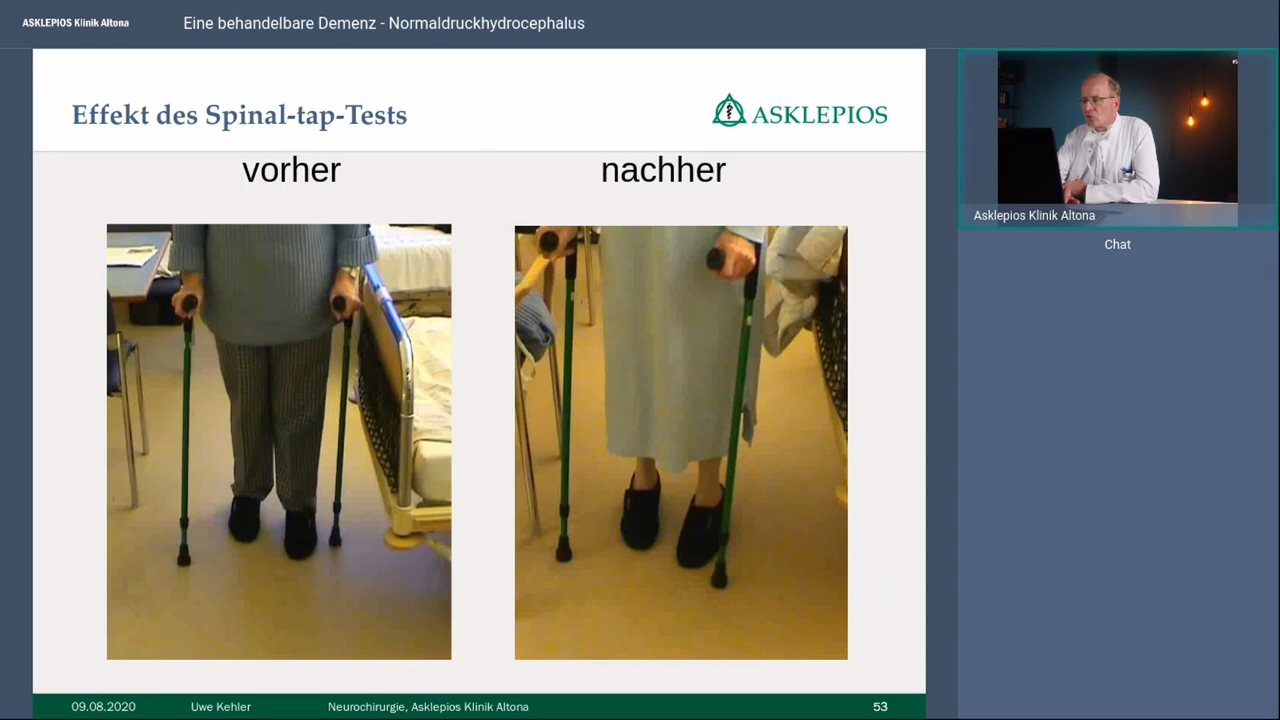 ASKLEPIOS Klinik Altona
Eine behandelbare Demenz - Normaldruckhydrocephalus
Effekt des Spinal-tap-Tests
ASKLEPIOS
vorher
nachher
Asklepios Klinik Altona
Chat
09.08.2020
Uwe Kehler
Neurochirurgie, Asklepios Klinik Altona
53